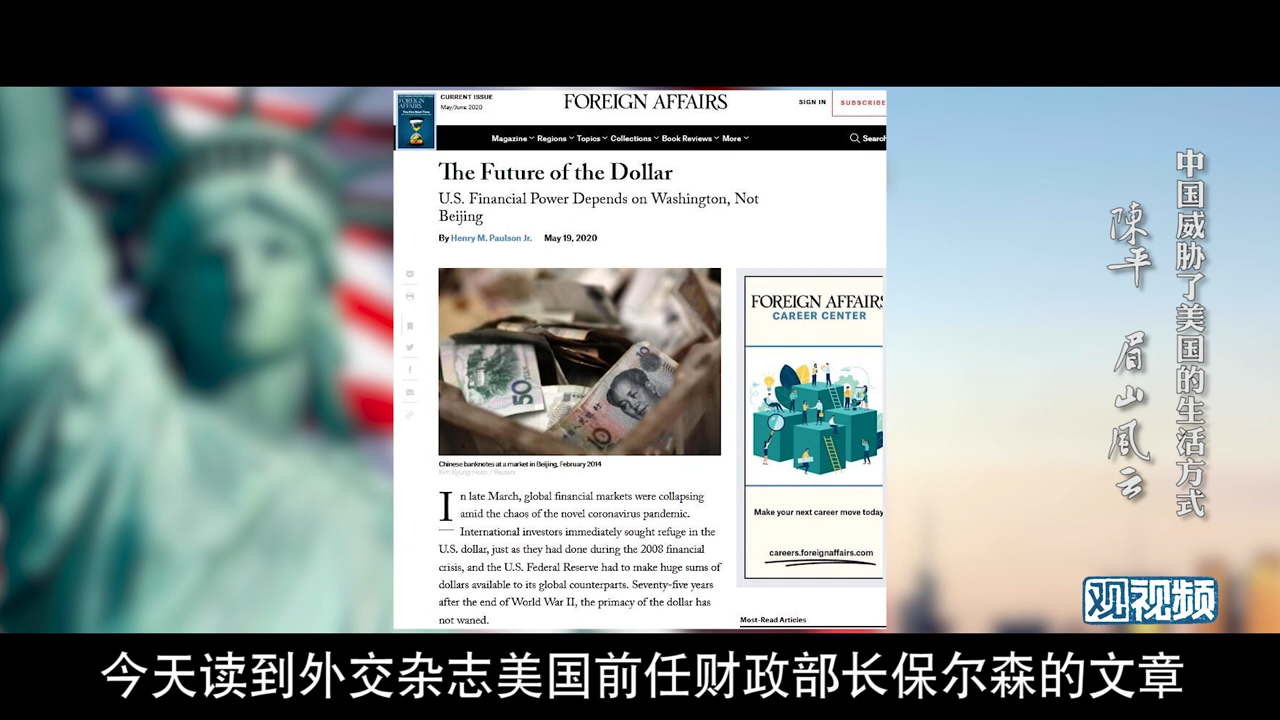 CURRENT ISSUE
May/June 2020
FOREIGN AFFAIRS
SIGN IN
SUBSCRIBE
Magazine Regions Topics Collections Book Reviews More
Search
The Future of the Dollar
U.S. Financial Power Depends on Washington, Not
Beijing
By Henry M. Paulson Jr. May 19, 2020
50
10
Chinese banknotes at a market in Beijing, February 2014
Kim Kyung-Hoon / Reuters
In late March, global financial markets were collapsing
amid the chaos of the novel coronavirus pandemic.
International investors immediately sought refuge in the
U.S. dollar, just as they had done during the 2008 financial
crisis, and the U.S. Federal Reserve had to make huge sums of
dollars available to its global counterparts. Seventy-five years
after the end of World War II, the primacy of the dollar has
not waned.
FOREIGN AFFAIRS
CAREER CENTER
Make your next career move today
careers.foreignaffairs.com
Most-Read Articles
中国威胁了美国的生活方式
陳平 眉山風云
观视频
今天读到外交杂志美国前任财政部长保尔森的文章